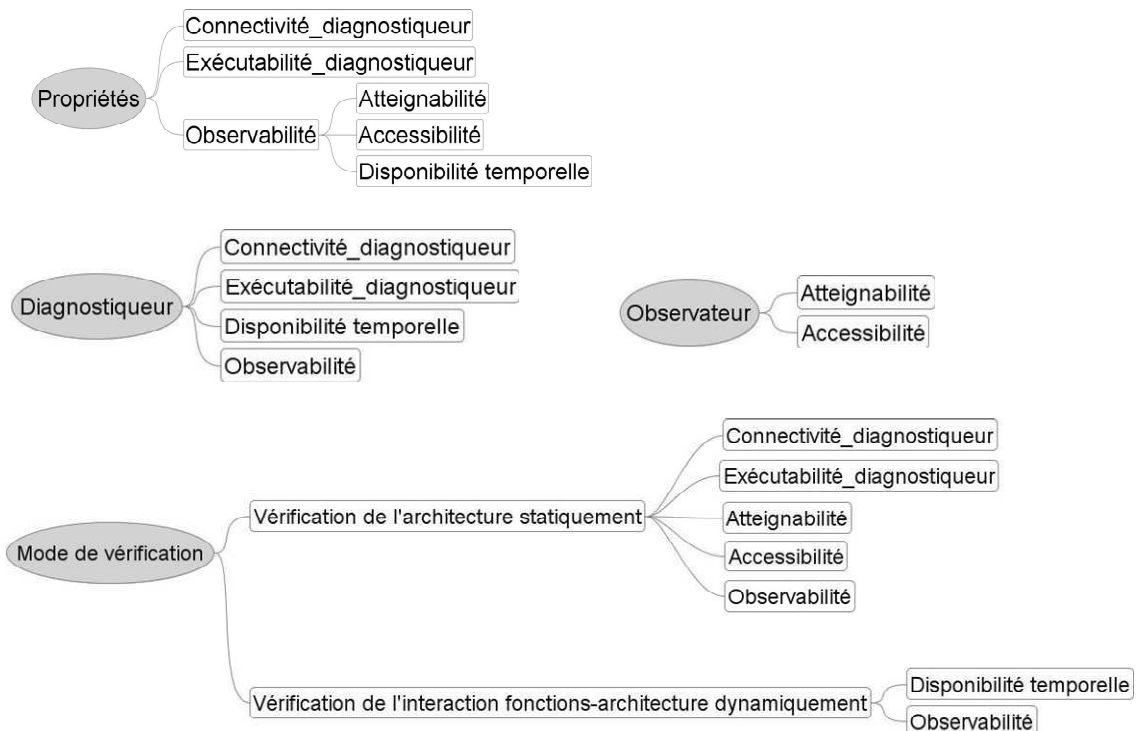 Connectivité_diagnostiqueur
Exécutabilité_diagnostiqueur
Propriétés
Atteignabilité
Observabilité
Accessibilité
Disponibilité temporelle
Connectivité_diagnostiqueur
Exécutabilité_diagnostiqueur
Diagnostiqueur
Disponibilité temporelle
Observabilité
Atteignabilité
Observateur
Accessibilité
Connectivité_diagnostiqueur
Exécutabilité_diagnostiqueur
Vérification de l'architecture statiquement
Atteignabilité
Mode de vérification
Accessibilité
Observabilité
Vérification de l'interaction fonctions-architecture dynamiquement
Disponibilité temporelle
Observabilité